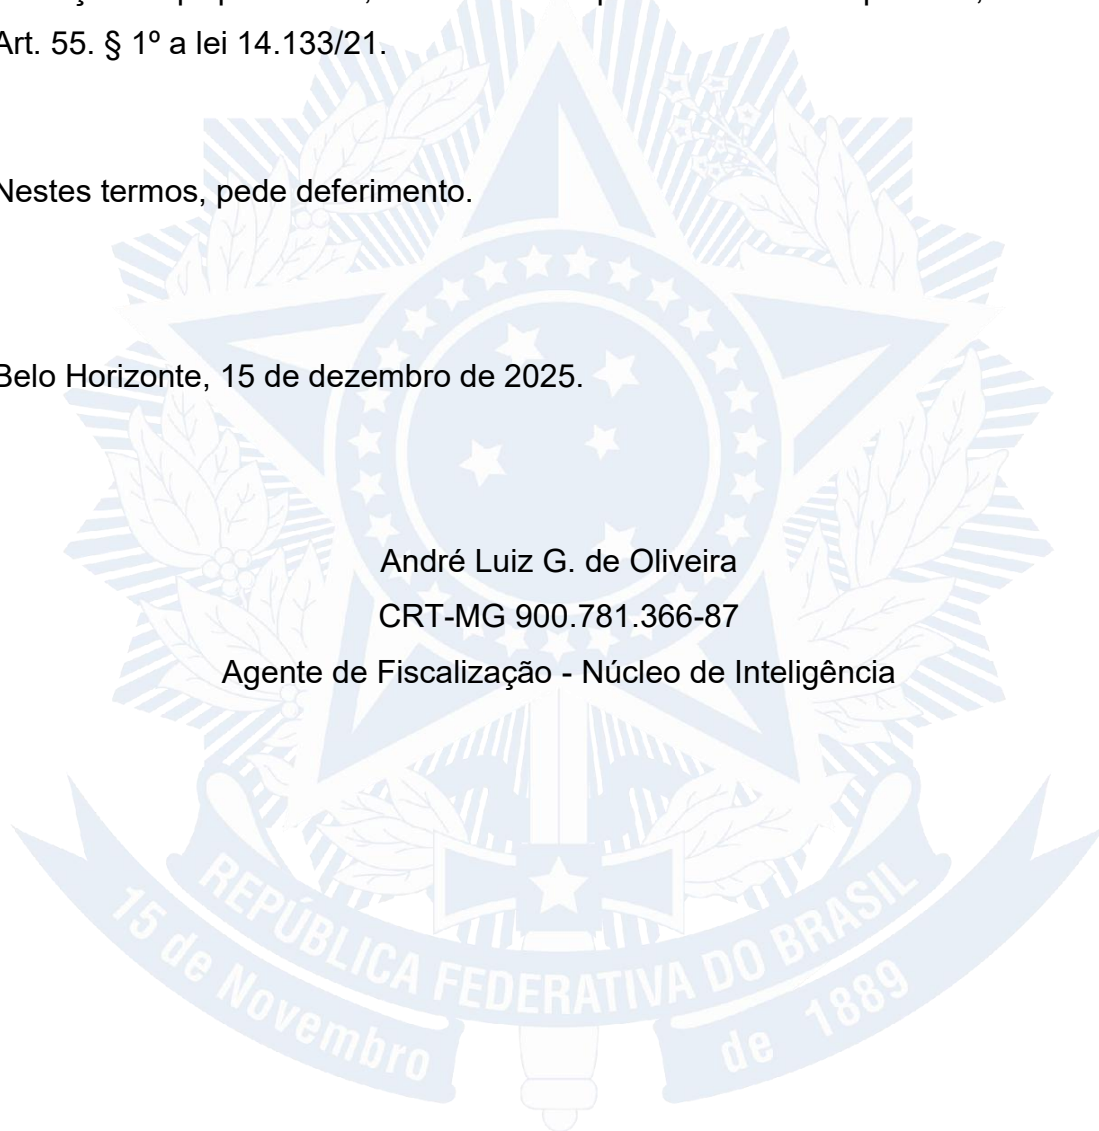 Art. 55. § 1º a lei 14.133/21.
Nestes termos, pede deferimento.
Belo Horizonte, 15 de dezembro de 2025.
André Luiz G. de Oliveira
CRT-MG 900.781.366-87
Agente de Fiscalização - Núcleo de Inteligência
REPÚBLICA FEDERATIVA DO BRASIL
15 de Novembro de 1889